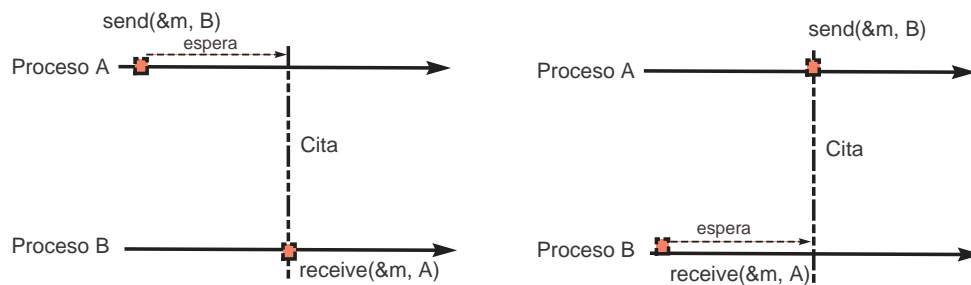 send(&m, B)
espera
Proceso A
Cita
Proceso B
receive(&m, A)
send(&m, B)
Proceso A
Cita
espera
Proceso B
receive(&m, A)